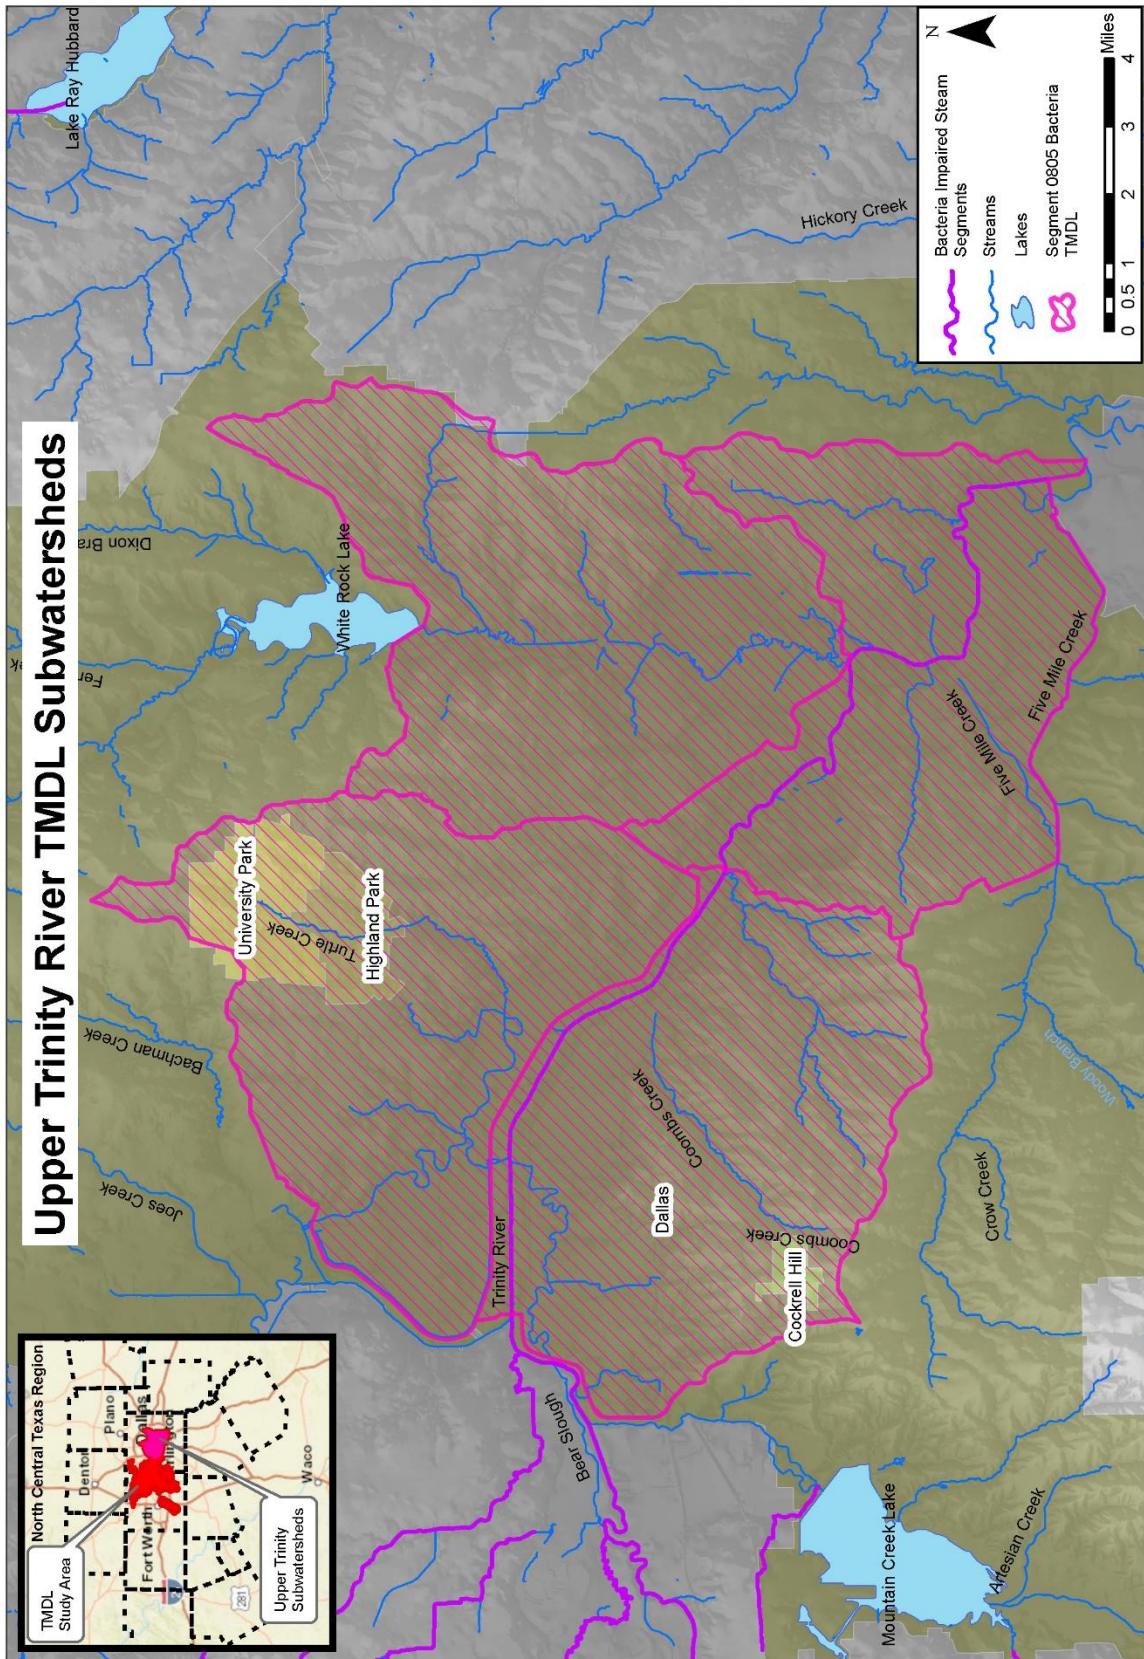 Upper Trinity River TMDL Subwatersheds
North Central Texas Region
TMDL
Study Area
Denton
Plano
Fort Worth
Dallas
281
Waco
Upper Trinity
Subwatersheds
Joes Creek
Bachman Creek
University Park
Turtle Creek
Highland Park
Dixon Bra
White Rock Lake
Lake Ray Hubbard
Trinity River
Bear Slough
Dallas
Coombs Creek
Coombs Creek
Cockrell Hill
Five Mile Creek
Five Mile Creek
Hickory Creek
Mountain Creek Lake
Artesian Creek
Crow Creek
Woody Branch
N
Bacteria Impaired Steam
Segments
Streams
Lakes
Segment 0805 Bacteria
TMDL
0 0.5 1 2 3 4
Miles